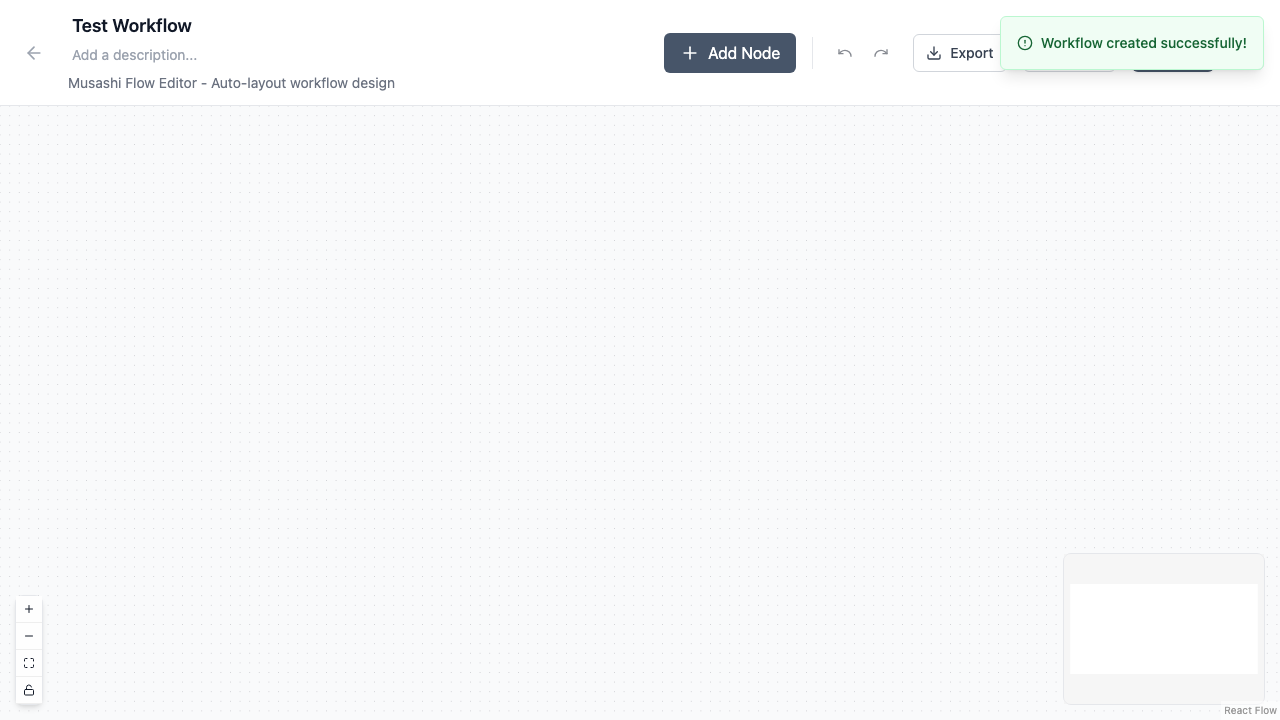 Test Workflow
Add a description...
Musashi Flow Editor - Auto-layout workflow design
Add Node
Export
Workflow created successfully!
React Flow